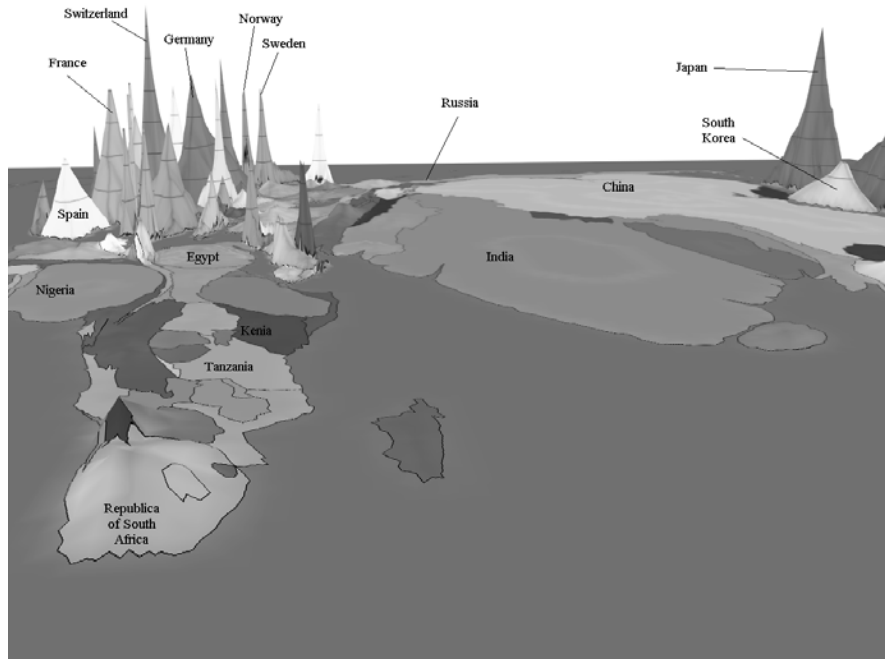 Switzerland
Norway
Germany
Sweden
France
Japan
Russia
South
Korea
China
Spain
Egypt
India
Nigeria
Kenia
Tanzania
Republica
of South
Africa